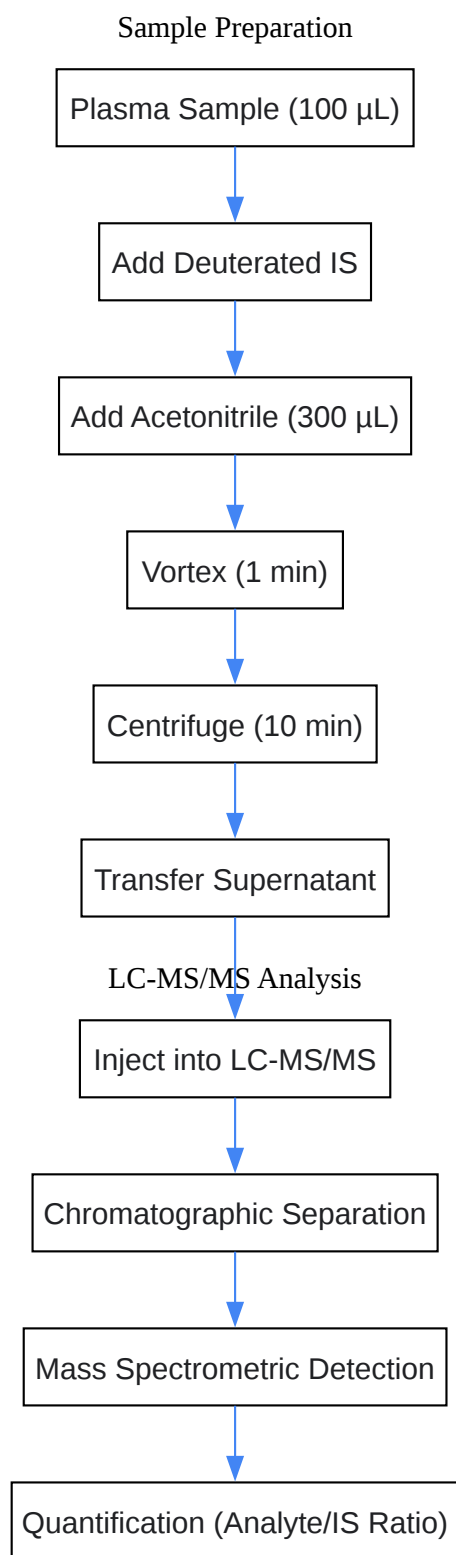 Sample Preparation
Plasma Sample (100 µL)
Add Deuterated IS
Add Acetonitrile (300 µL)
Vortex (1 min)
Centrifuge (10 min)
Transfer Supernatant
LC-MS/MS Analysis
Inject into LC-MS/MS
Chromatographic Separation
Mass Spectrometric Detection
Quantification (Analyte/IS Ratio)